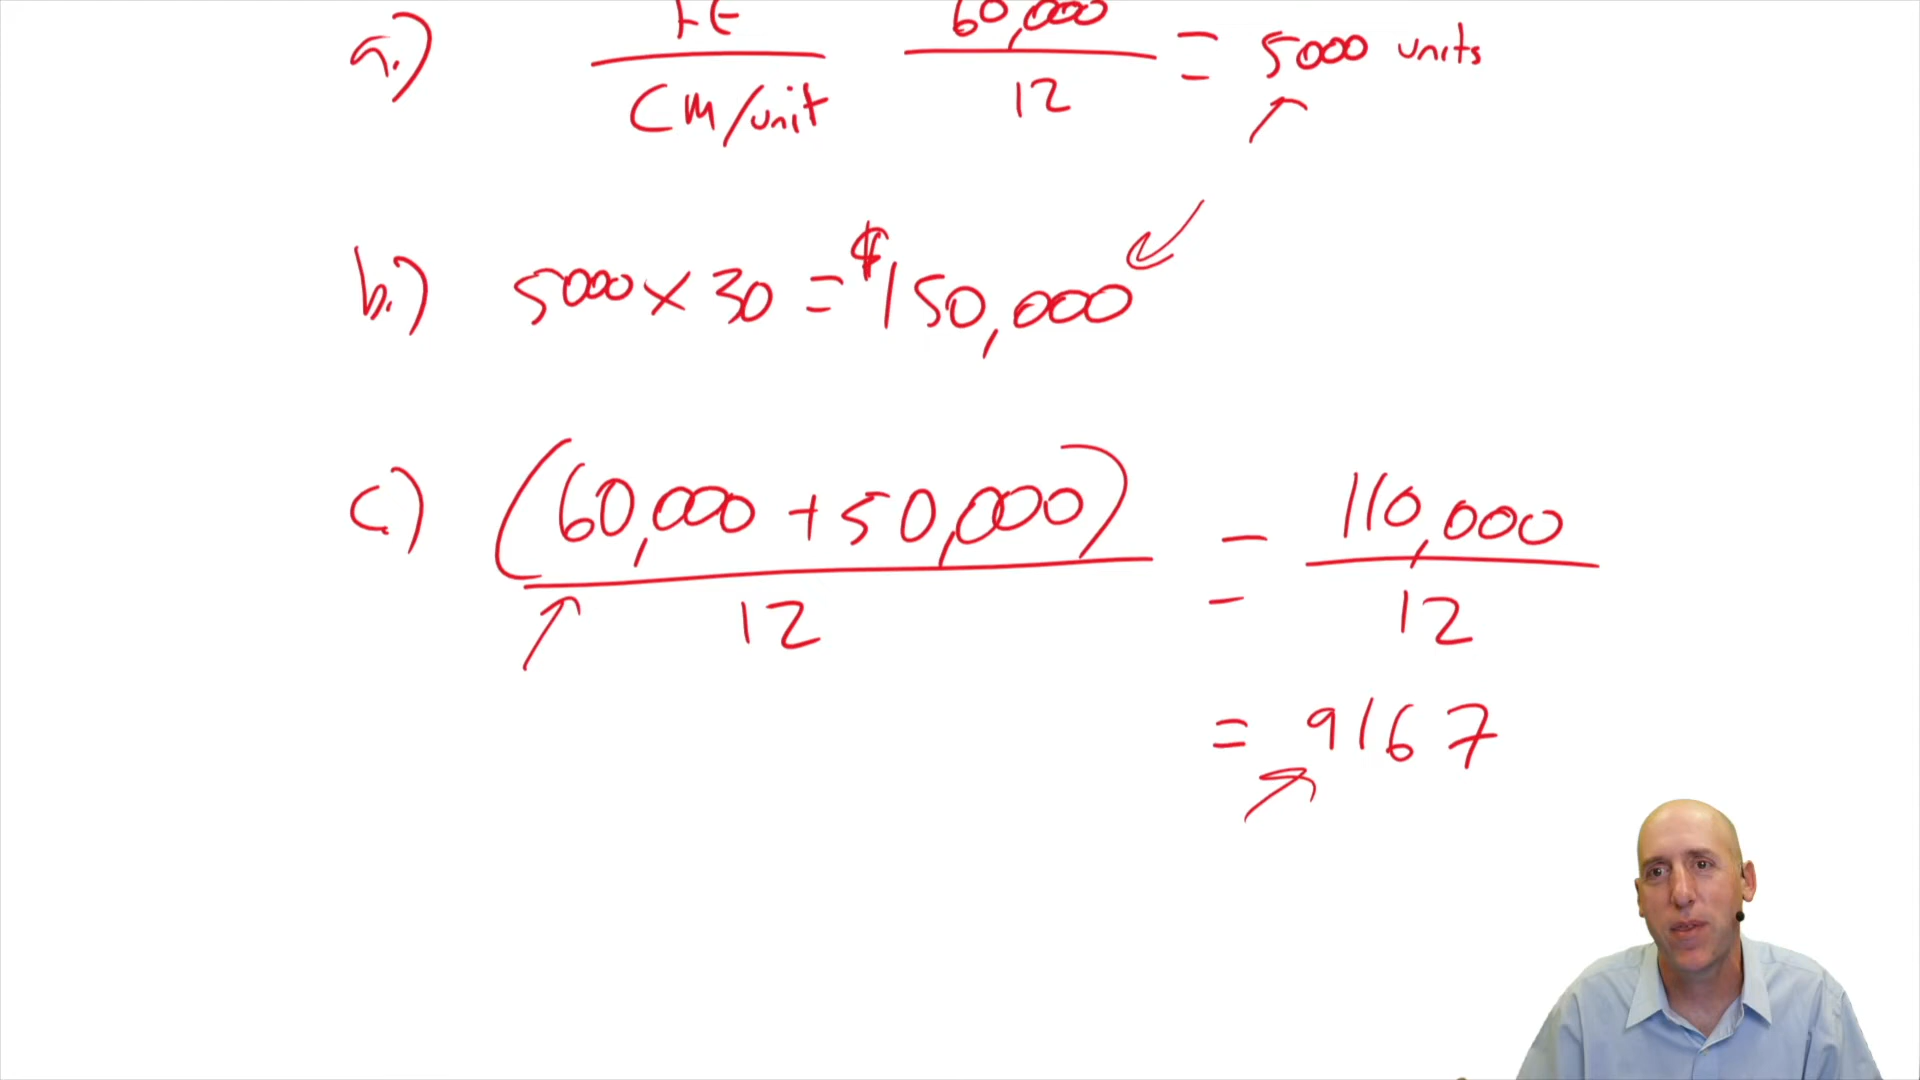 a.) FE / CM/unit 60,000 / 12 = 5000 units
b.) 5000 x 30 = $150,000
c.) (60,000 + 50,000) / 12 = 110,000 / 12
= 9167